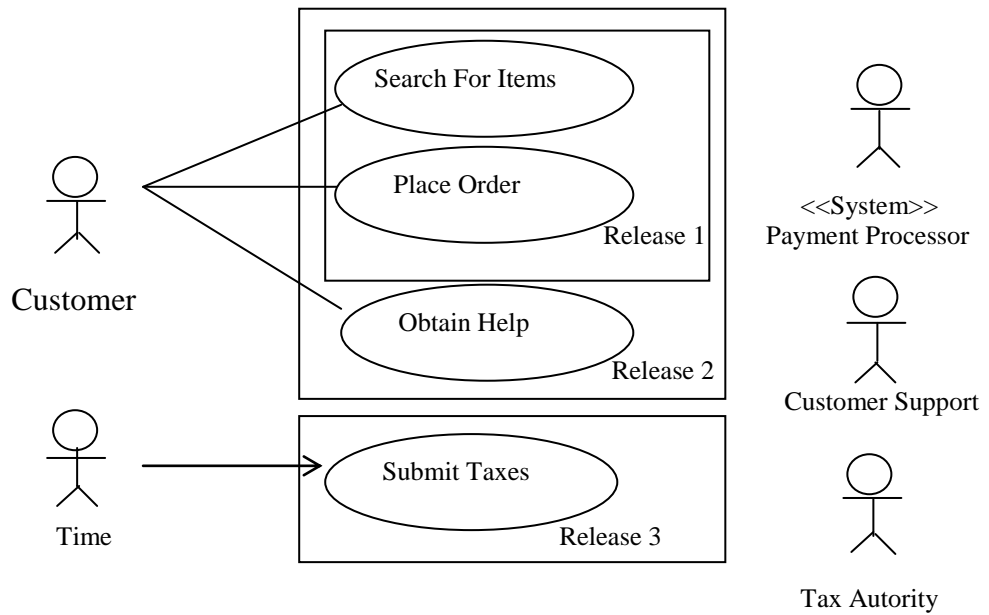 Search For Items
Place Order
Release 1
<<System>>
Payment Processor
Customer
Obtain Help
Release 2
Customer Support
Submit Taxes
Release 3
Time
Tax Autority